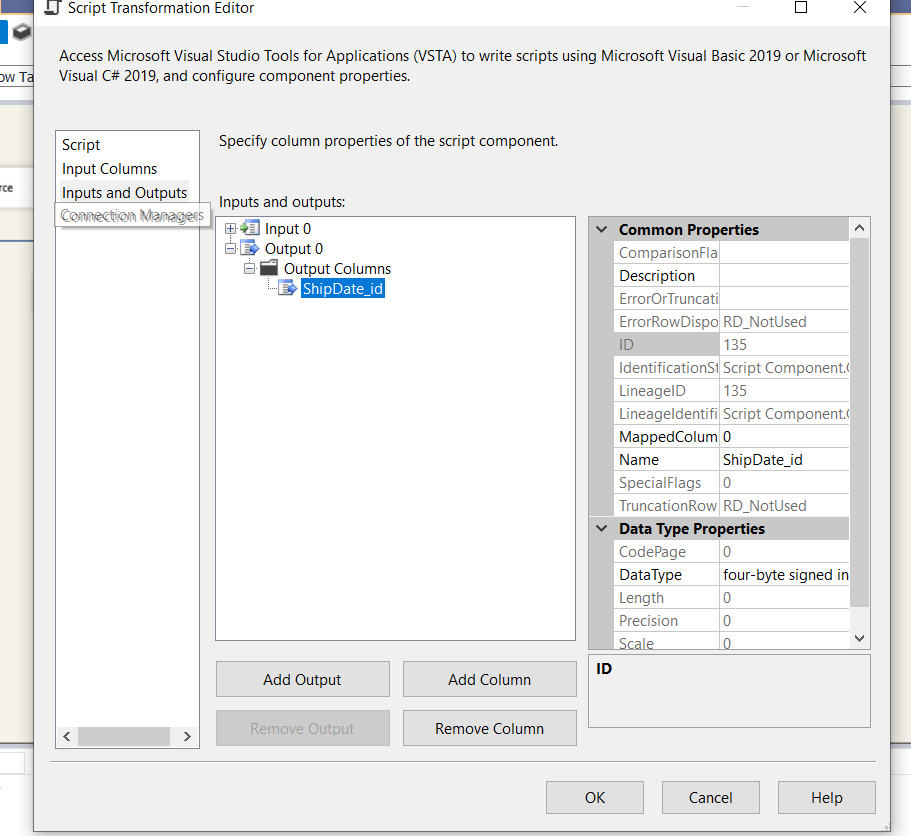 Script Transformation Editor
Access Microsoft Visual Studio Tools for Applications (VSTA) to write scripts using Microsoft Visual Basic 2019 or Microsoft
Visual C# 2019, and configure component properties.
ow Ta
rce
Script
Input Columns
Inputs and Outputs
Connection Managers
Specify column properties of the script component.
Inputs and outputs:
Input 0
Output 0
Output Columns
ShipDate_id
Common Properties
ComparisonFla
Description
ErrorOrTruncati
ErrorRowDispo RD_NotUsed
ID 135
IdentificationSt Script Component.
LineageID 135
LineageIdentifi Script Component.
MappedColum 0
Name ShipDate_id
SpecialFlags 0
TruncationRow RD_NotUsed
Data Type Properties
CodePage 0
DataType four-byte signed in
Length 0
Precision 0
Scale 0
ID
Add Output
Add Column
Remove Output
Remove Column
OK
Cancel
Help